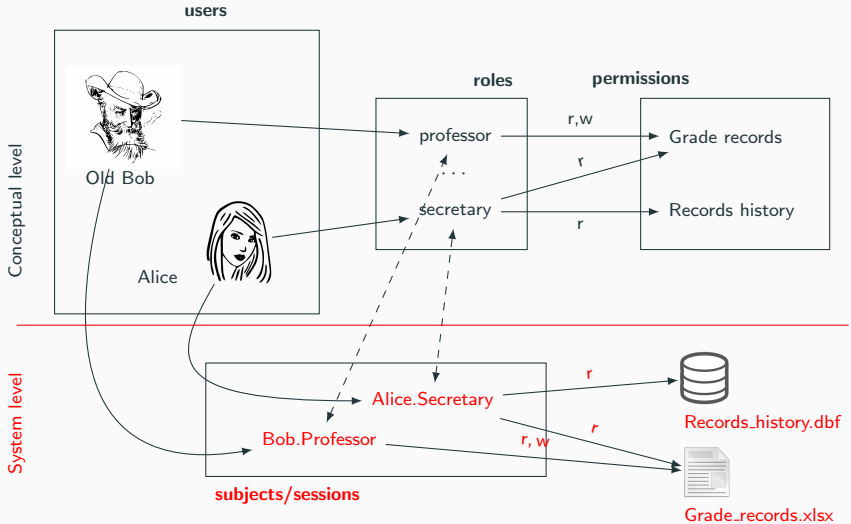 users
roles
permissions
Conceptual level
Old Bob
Alice
professor
. . .
secretary
r,w
r
r
Grade records
Records history
System level
Alice.Secretary
Bob.Professor
subjects/sessions
r
r
r, w
Records_history.dbf
Grade_records.xlsx